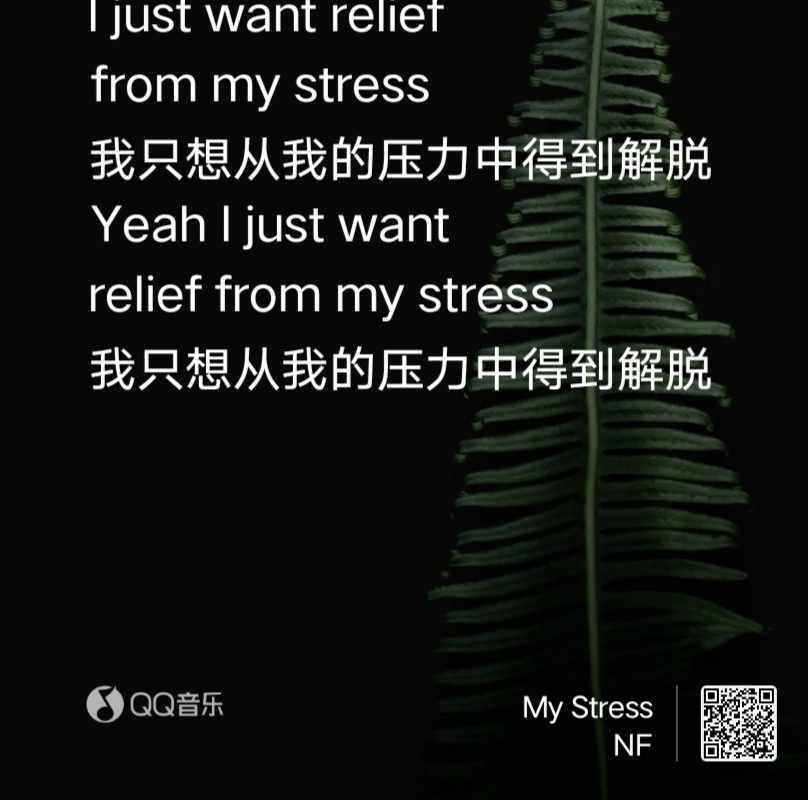 I just want relief
from my stress
我只想从我的压力中得到解脱
Yeah I just want
relief from my stress
我只想从我的压力中得到解脱
QQ音乐
My Stress
NF